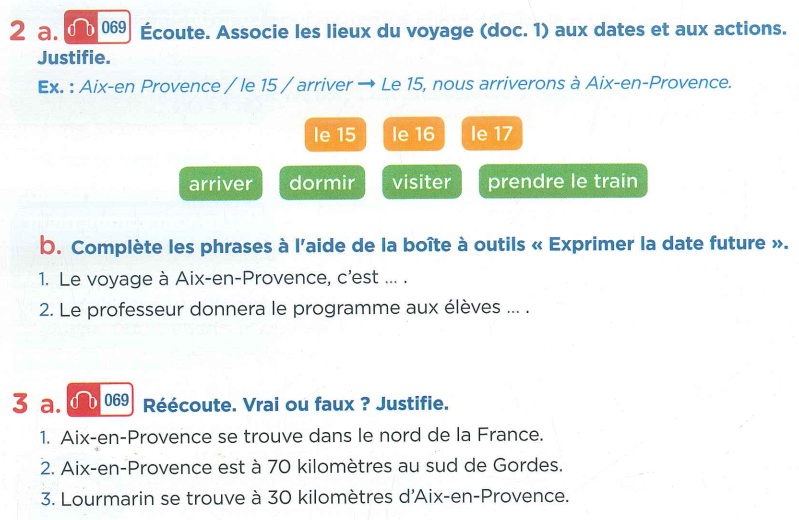 2 a. 069 Écoute. Associe les lieux du voyage (doc. 1) aux dates et aux actions.
Justifie.
Ex. : Aix-en Provence / le 15 / arriver → Le 15, nous arriverons à Aix-en-Provence.
le 15 le 16 le 17
arriver dormir visiter prendre le train
b. Complète les phrases à l'aide de la boîte à outils « Exprimer la date future ».
1. Le voyage à Aix-en-Provence, c'est ... .
2. Le professeur donnera le programme aux élèves ... .
3 a. 069 Réécoute. Vrai ou faux ? Justifie.
1. Aix-en-Provence se trouve dans le nord de la France.
2. Aix-en-Provence est à 70 kilomètres au sud de Gordes.
3. Lourmarin se trouve à 30 kilomètres d'Aix-en-Provence.